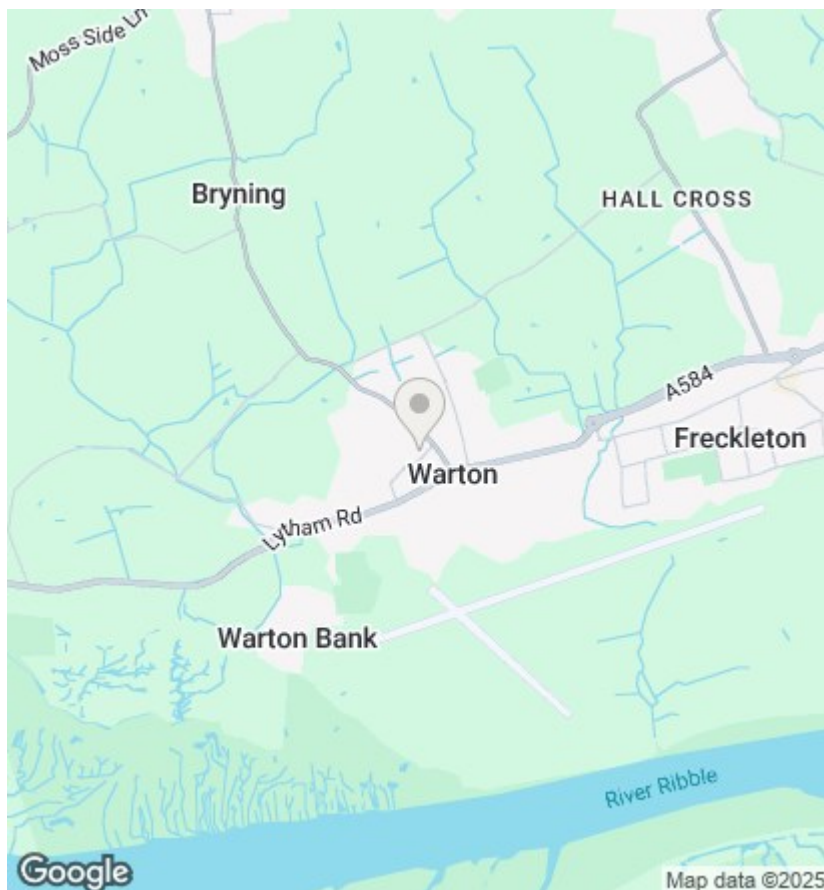 Moss Side Ln
Bryning
HALL CROSS
A584
Freckleton
Warton
Lytham Rd
Warton Bank
River Ribble
Google
Map data ©2025